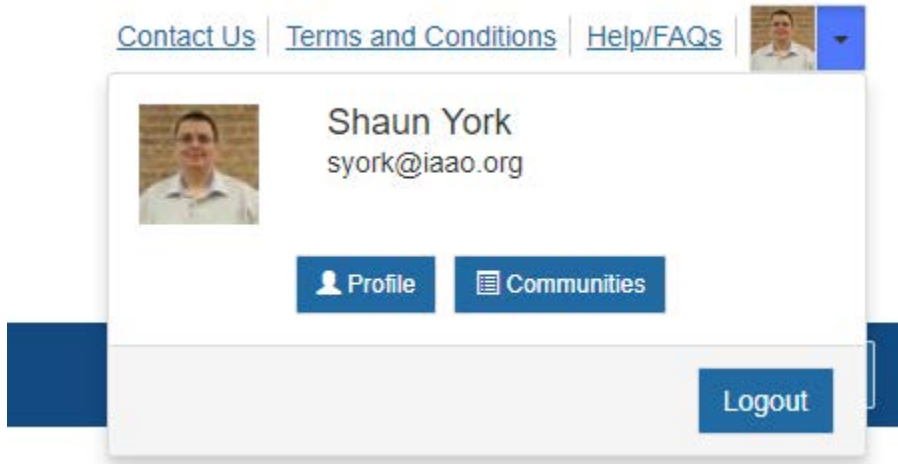 Contact Us Terms and Conditions Help/FAQs
Shaun York
syork@iaao.org
Profile Communities
Logout